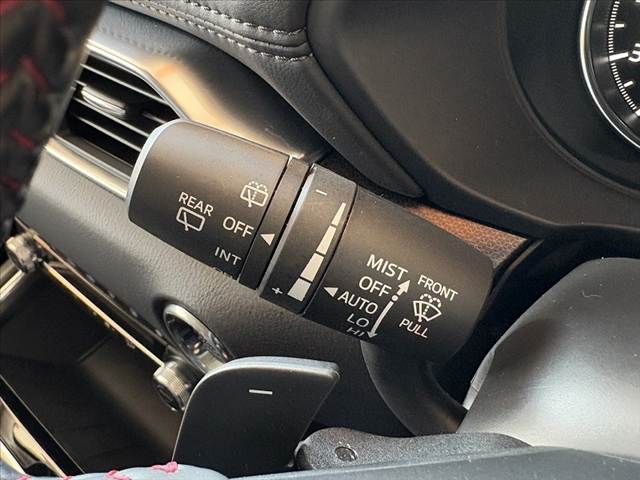 REAR
OFF
INT
−
+
MIST
OFF
AUTO
LO
HI
FRONT
PULL
−